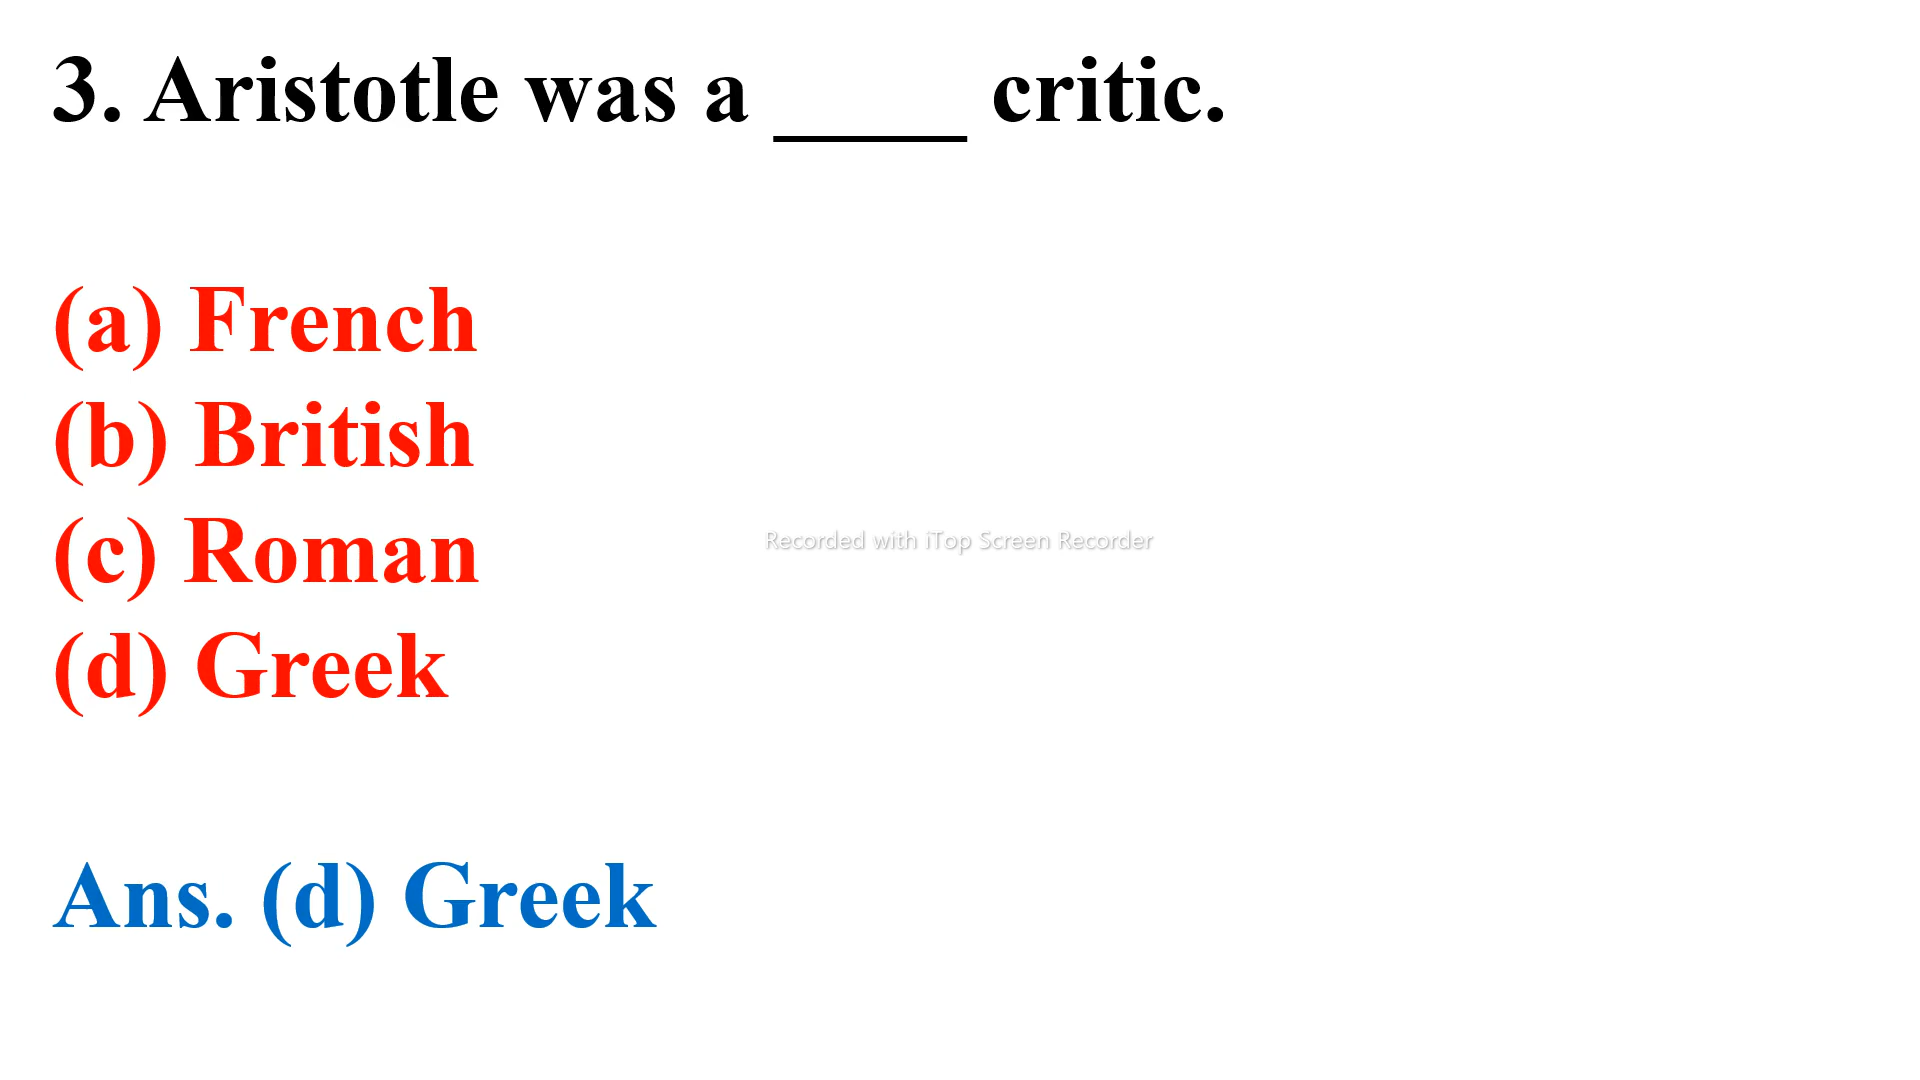 3. Aristotle was a ____ critic.
(a) French
(b) British
(c) Roman
Recorded with iTop Screen Recorder
(d) Greek
Ans. (d) Greek